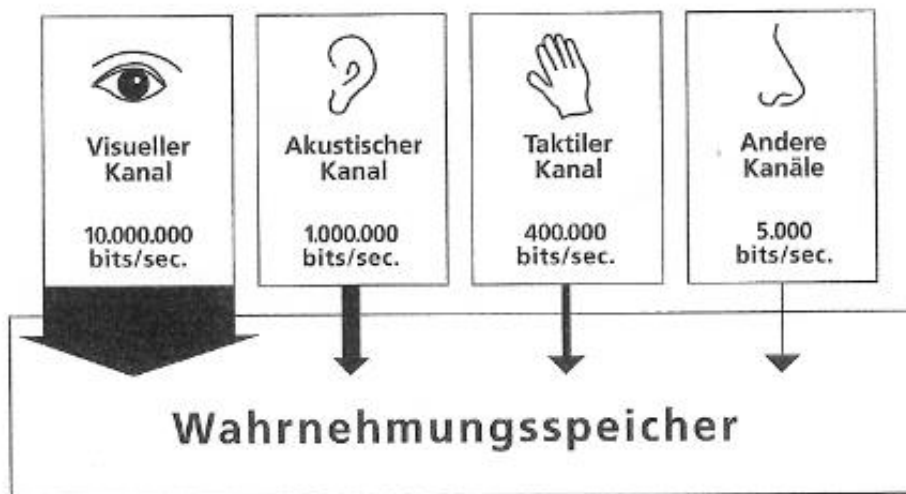 Visueller
Kanal
10.000.000
bits/sec.
Akustischer
Kanal
1.000.000
bits/sec.
Taktiler
Kanal
400.000
bits/sec.
Andere
Kanäle
5.000
bits/sec.
Wahrnehmungsspeicher